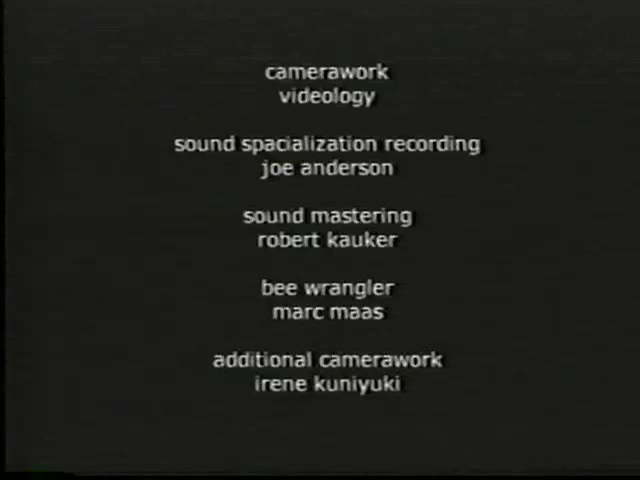 camerawork
videology
sound spacialization recording
joe anderson
sound mastering
robert kauker
bee wrangler
marc maas
additional camerawork
irene kuniyuki